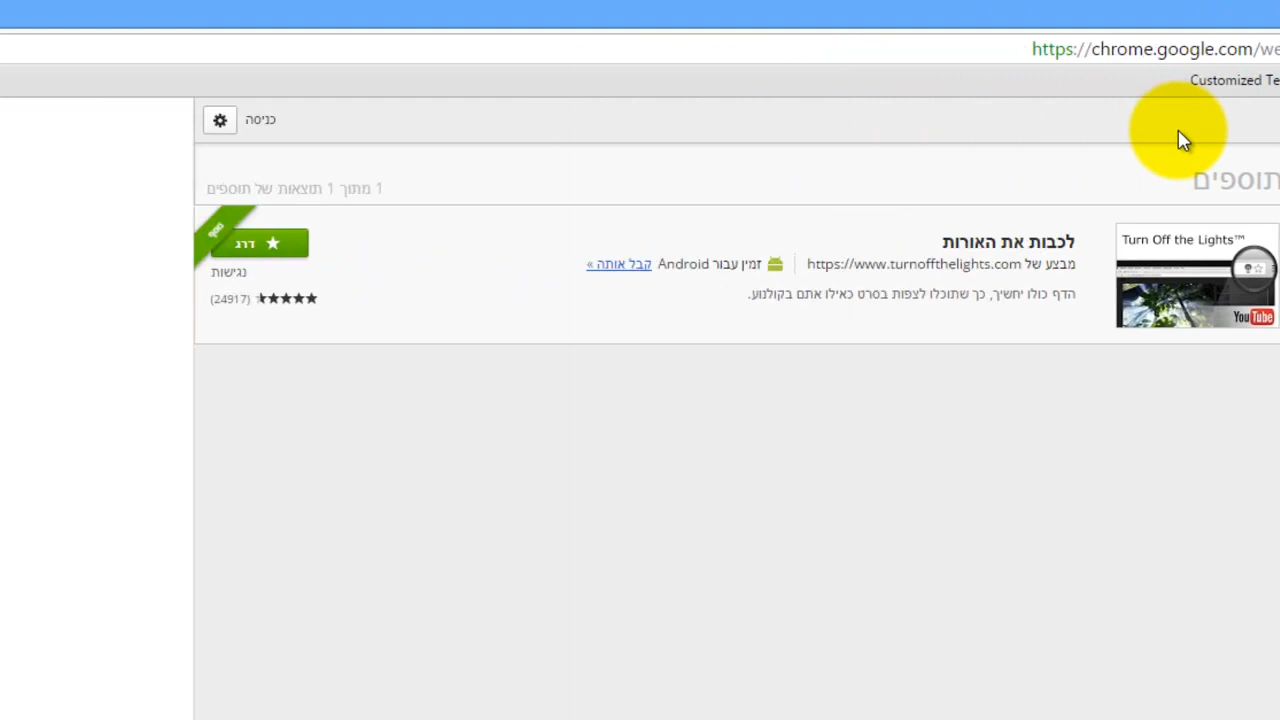 https://chrome.google.com/we
Customized Te
כניסה
תוספים
1 מתוך 1 תוצאות של תוספים
נוסף
דרג
נגישות
(24917)
לכבות את האורות
מבצע של https://www.turnoffthelights.com
זמין עבור Android קבל אותה »
הדף כולו יחשיך, כך שתוכלו לצפות בסרט כאילו אתם בקולנוע.
Turn Off the Lights™
YouTube